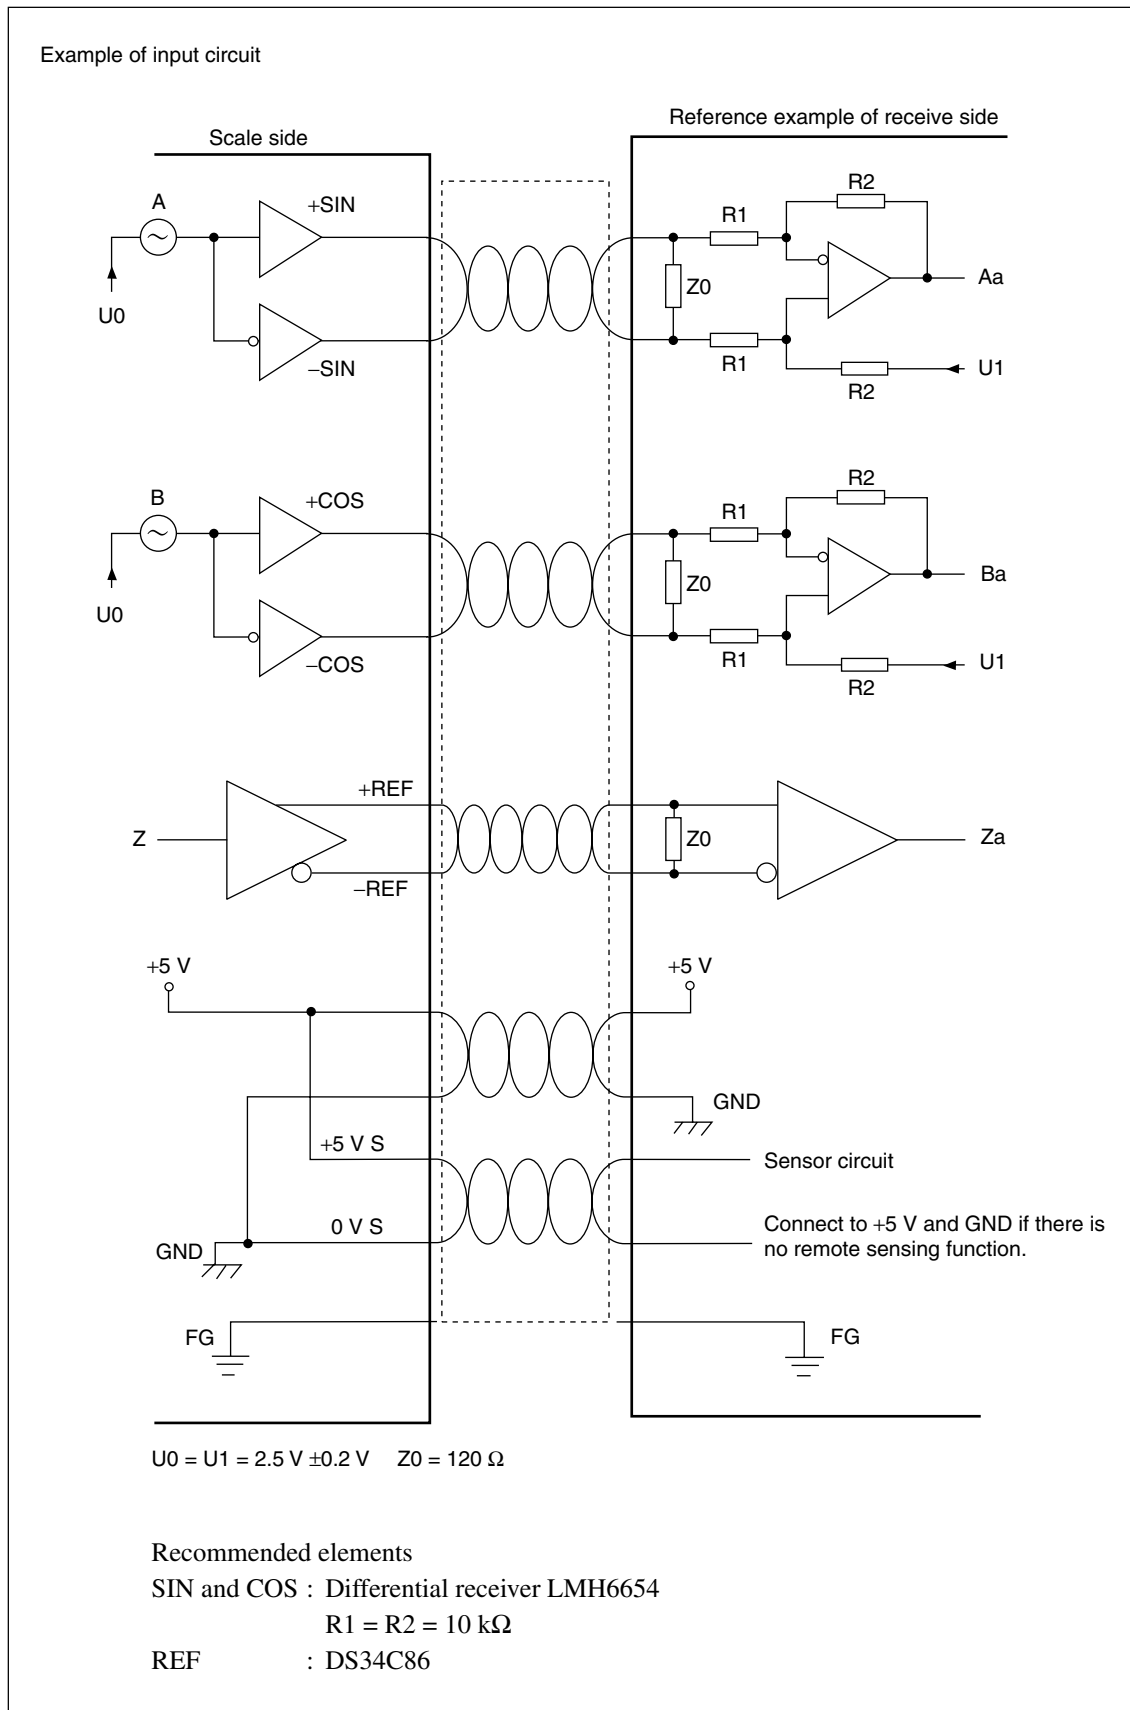 Example of input circuit
Scale side
Reference example of receive side
A
+SIN
U0
−SIN
R2
R1
Z0
Aa
R1
U1
R2
B
+COS
U0
−COS
R2
R1
Z0
Ba
R1
U1
R2
+REF
Z
−REF
Z0
Za
+5 V
+5 V
GND
+5 V S
Sensor circuit
0 V S
GND
Connect to +5 V and GND if there is
no remote sensing function.
FG
FG
U0 = U1 = 2.5 V ±0.2 V Z0 = 120 Ω
Recommended elements
SIN and COS : Differential receiver LMH6654
R1 = R2 = 10 kΩ
REF : DS34C86